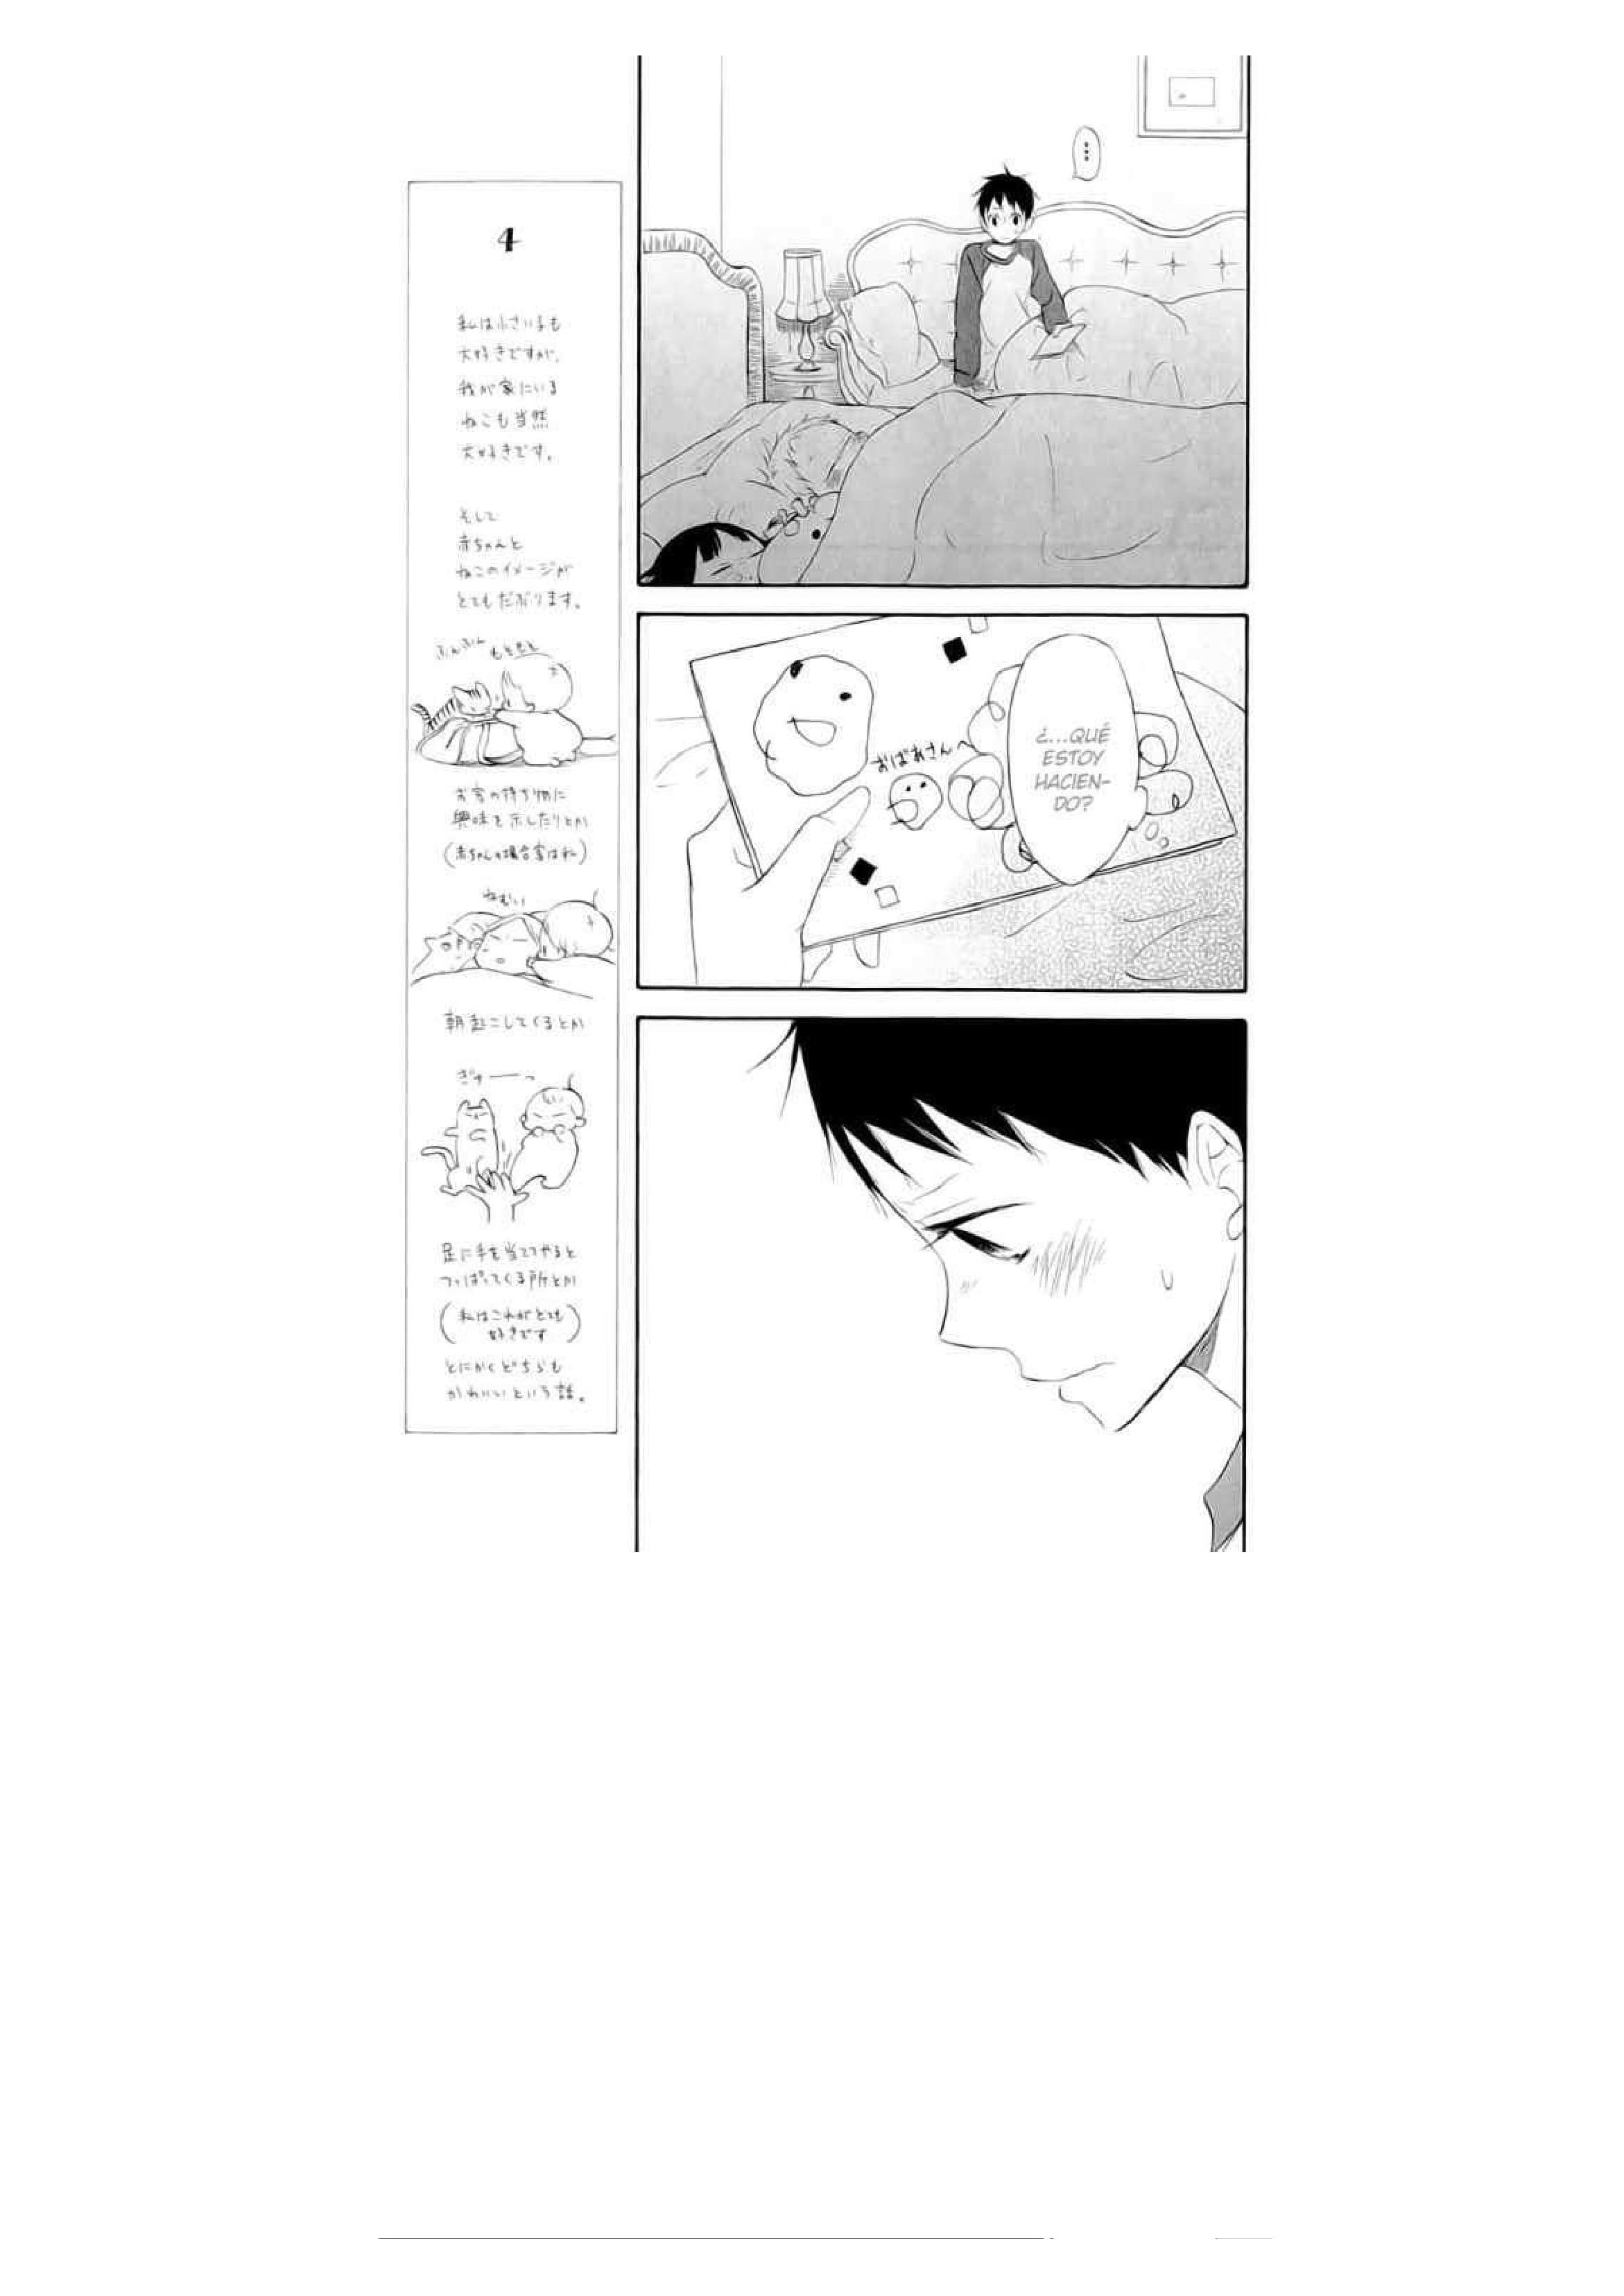 4
私は小さい子も
大好きですが、
我が家にいる
ねこも当然
大好きです。
そして
赤ちゃんと
ねこのイメージが
とてもだぶります。
ふんふん もそもそ
お客の持ち物に
興味を示したりとか
(赤ちゃんの場合客は私)
ねむい
朝起こしてくるとか
ぎゅーーっ
足に手を当ててやると
つっぱってくる所とか
(私はこれがとても
好きです)
とにかくどちらも
かわいいという話。
おばあさんへ
¿...QUÉ
ESTOY
HACIEN-
DO?